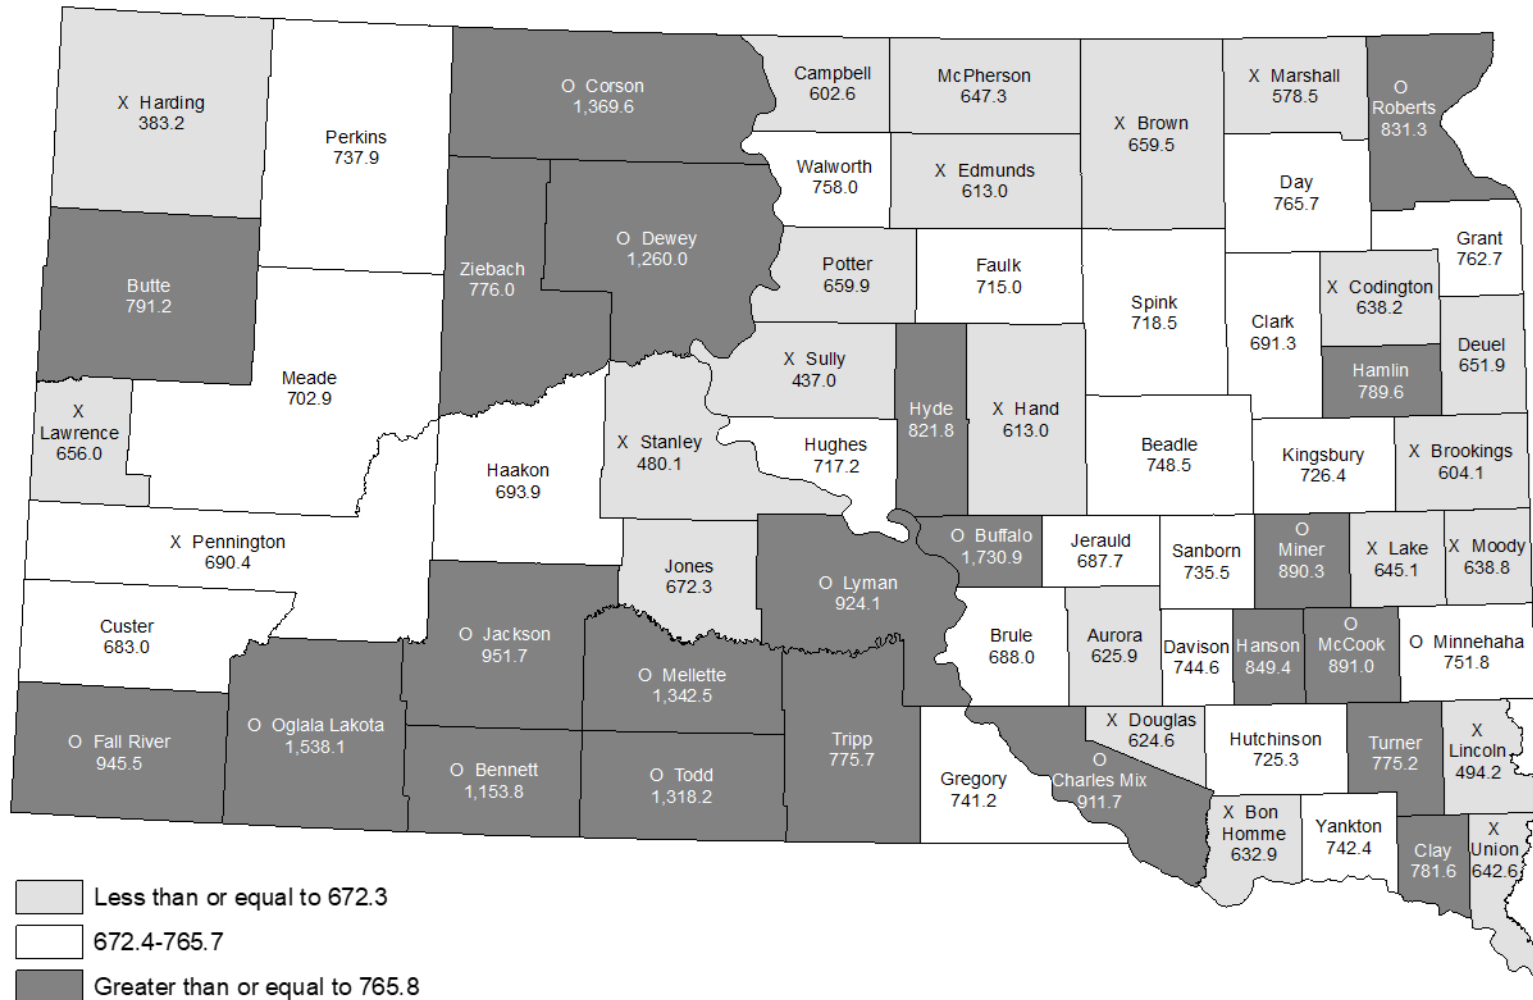 X Harding
383.2
Perkins
737.9
O Corson
1,369.6
Campbell
602.6
McPherson
647.3
X Brown
659.5
X Marshall
578.5
O
Roberts
831.3
Walworth
758.0
X Edmunds
613.0
Day
765.7
Grant
762.7
Butte
791.2
Ziebach
776.0
O Dewey
1,260.0
Potter
659.9
Faulk
715.0
Spink
718.5
Clark
691.3
X Codington
638.2
Deuel
651.9
Hamlin
789.6
Meade
702.9
X
Lawrence
656.0
X Sully
437.0
Hyde
821.8
X Hand
613.0
Haakon
693.9
X Stanley
480.1
Hughes
717.2
Beadle
748.5
Kingsbury
726.4
X Brookings
604.1
X Pennington
690.4
Jones
672.3
O Lyman
924.1
O Buffalo
1,730.9
Jerauld
687.7
Sanborn
735.5
O
Miner
890.3
X Lake
645.1
X Moody
638.8
Custer
683.0
O Jackson
951.7
O Mellette
1,342.5
Brule
688.0
Aurora
625.9
Davison
744.6
Hanson
849.4
O
McCook
891.0
O Minnehaha
751.8
O Fall River
945.5
O Oglala Lakota
1,538.1
O Bennett
1,153.8
O Todd
1,318.2
Tripp
775.7
Gregory
741.2
O
Charles Mix
911.7
X Douglas
624.6
Hutchinson
725.3
Turner
775.2
X
Lincoln
494.2
X Bon
Homme
632.9
Yankton
742.4
Clay
781.6
X
Union
642.6
Less than or equal to 672.3
672.4-765.7
Greater than or equal to 765.8